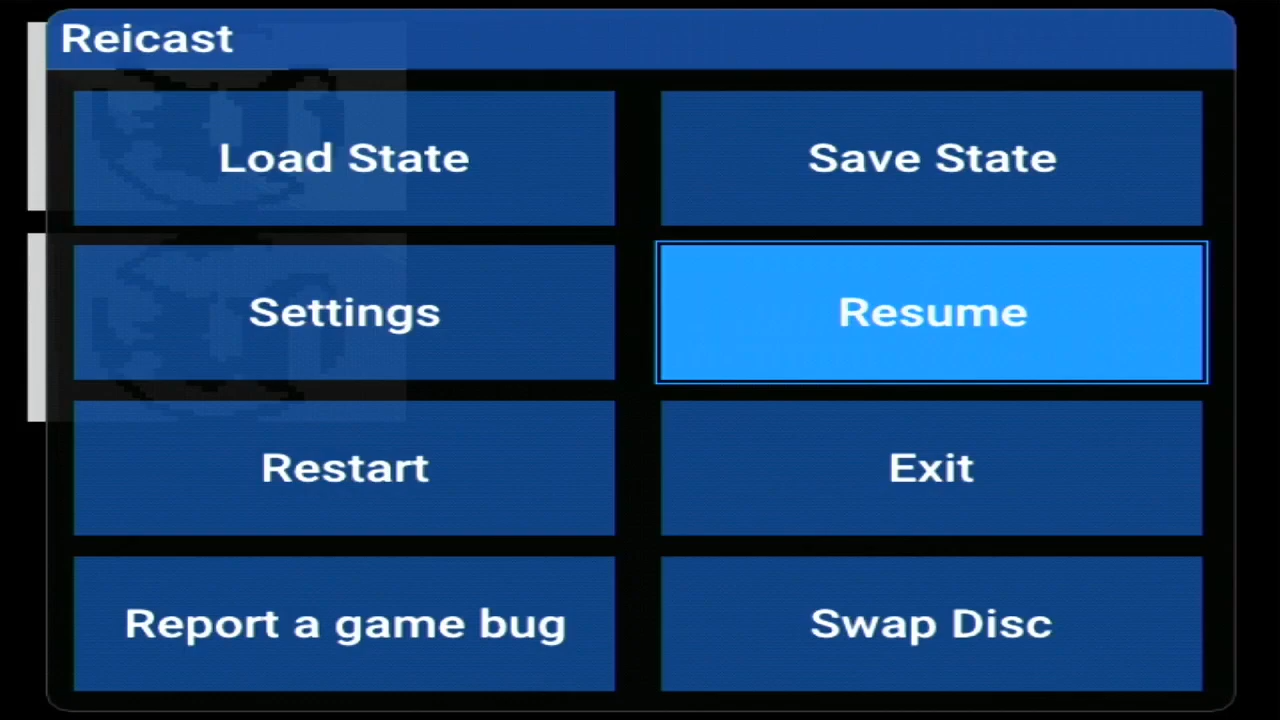 Reicast
Load State
Save State
Settings
Resume
Restart
Exit
Report a game bug
Swap Disc